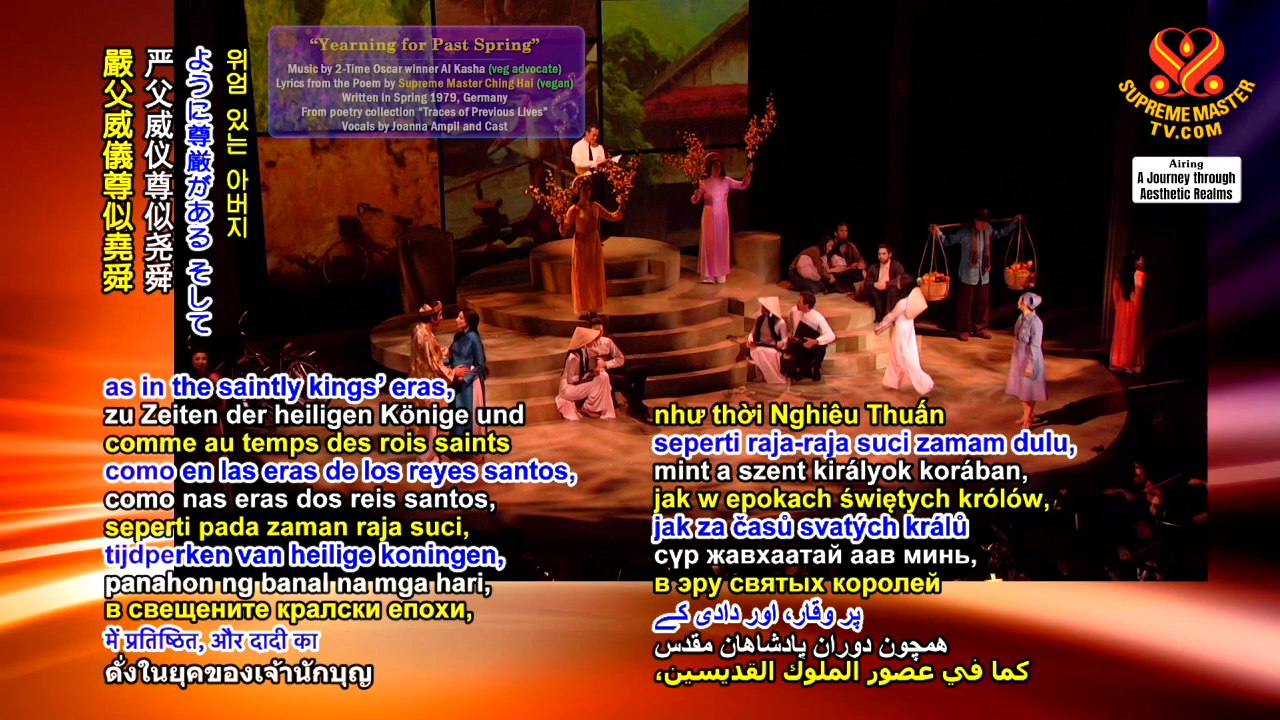 “Yearning for Past Spring”
Music by 2-Time Oscar winner Al Kasha (veg advocate)
Lyrics from the Poem by Supreme Master Ching Hai (vegan)
Written in Spring 1979, Germany
From poetry collection “Traces of Previous Lives”
Vocals by Joanna Ampil and Cast
SUPREME MASTER
TV.COM
Airing
A Journey through
Aesthetic Realms
위엄 있는 아버지
ように尊厳がある そして
严父威仪尊似尧舜
嚴父威儀尊似堯舜
as in the saintly kings’ eras,
zu Zeiten der heiligen Könige und
comme au temps des rois saints
como en las eras de los reyes santos,
como nas eras dos reis santos,
seperti pada zaman raja suci,
tijdperken van heilige koningen,
panahon ng banal na mga hari,
в свещените кралски епохи,
में प्रतिष्ठित, और दादी का
ดั่งในยุคของเจ้านักบุญ
như thời Nghiêu Thuấn
seperti raja-raja suci zamam dulu,
mint a szent királyok korában,
jak w epokach świętych królów,
jak za časů svatých králů
сүр жавхаатай аав минь,
в эру святых королей
پر وقار، اور دادی کے
همچون دوران پادشاهان مقدس
كما في عصور الملوك القديسين،